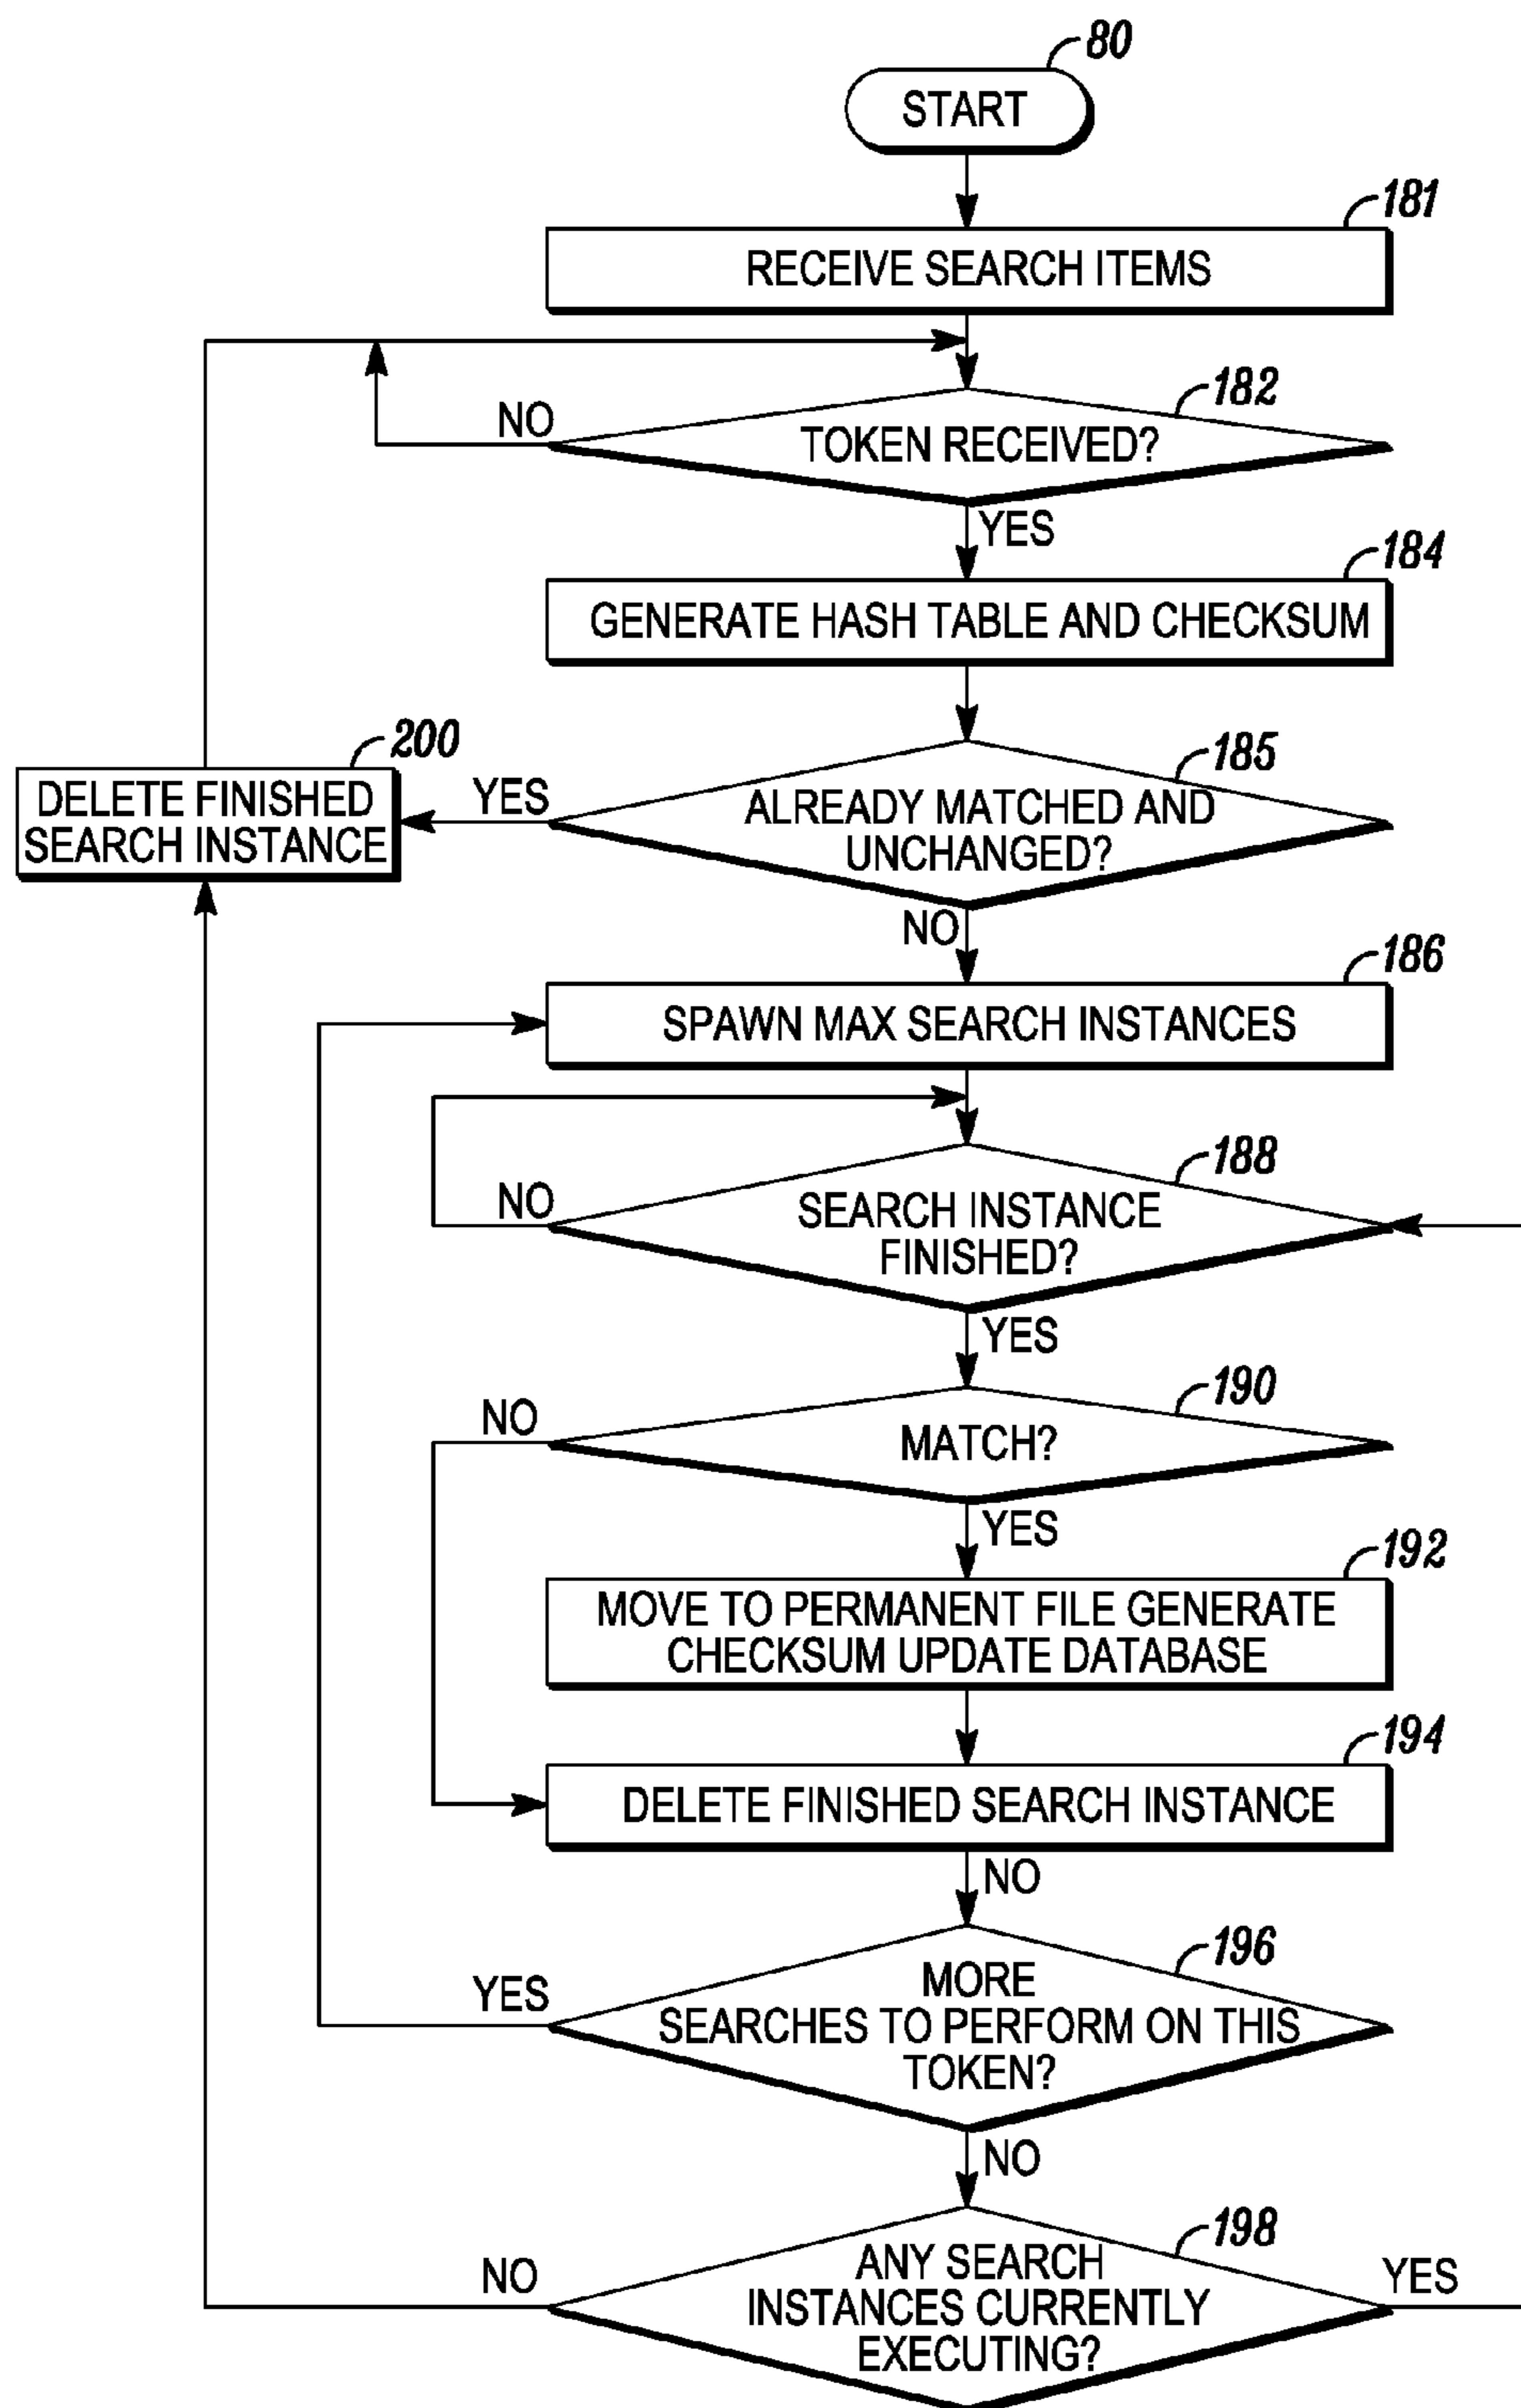 80
START
181
RECEIVE SEARCH ITEMS
182
NO
TOKEN RECEIVED?
YES
184
GENERATE HASH TABLE AND CHECKSUM
200
DELETE FINISHED
SEARCH INSTANCE
YES
185
ALREADY MATCHED AND
UNCHANGED?
NO
186
SPAWN MAX SEARCH INSTANCES
188
NO
SEARCH INSTANCE
FINISHED?
YES
190
NO
MATCH?
YES
192
MOVE TO PERMANENT FILE GENERATE
CHECKSUM UPDATE DATABASE
194
DELETE FINISHED SEARCH INSTANCE
NO
196
YES
MORE
SEARCHES TO PERFORM ON THIS
TOKEN?
NO
198
NO
ANY SEARCH
INSTANCES CURRENTLY
EXECUTING?
YES